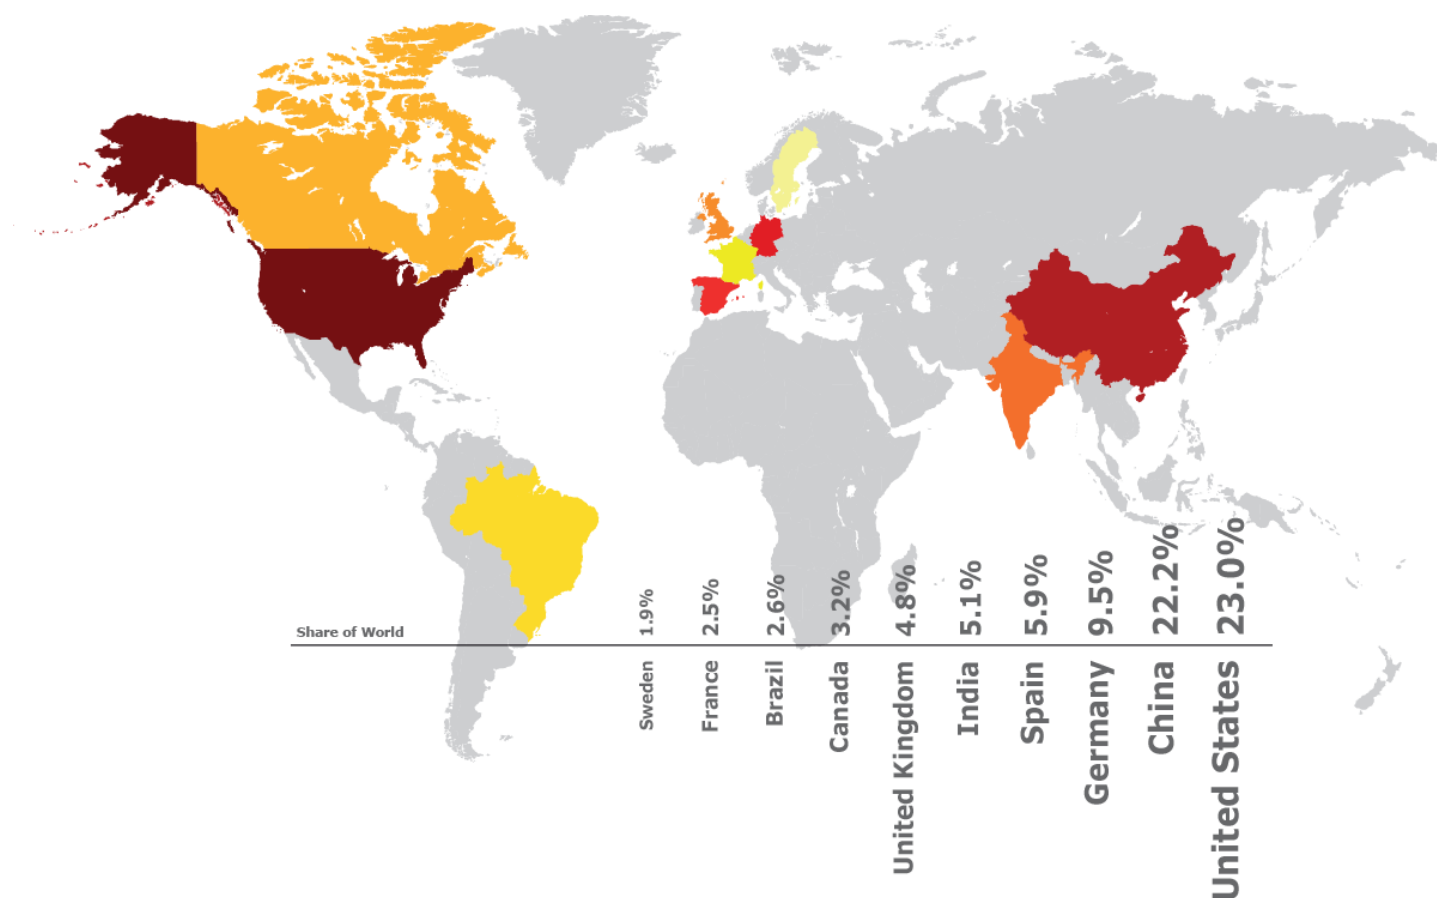 Share of World
1.9%
2.5%
2.6%
3.2%
4.8%
5.1%
5.9%
9.5%
22.2%
23.0%
Sweden
France
Brazil
Canada
United Kingdom
India
Spain
Germany
China
United States